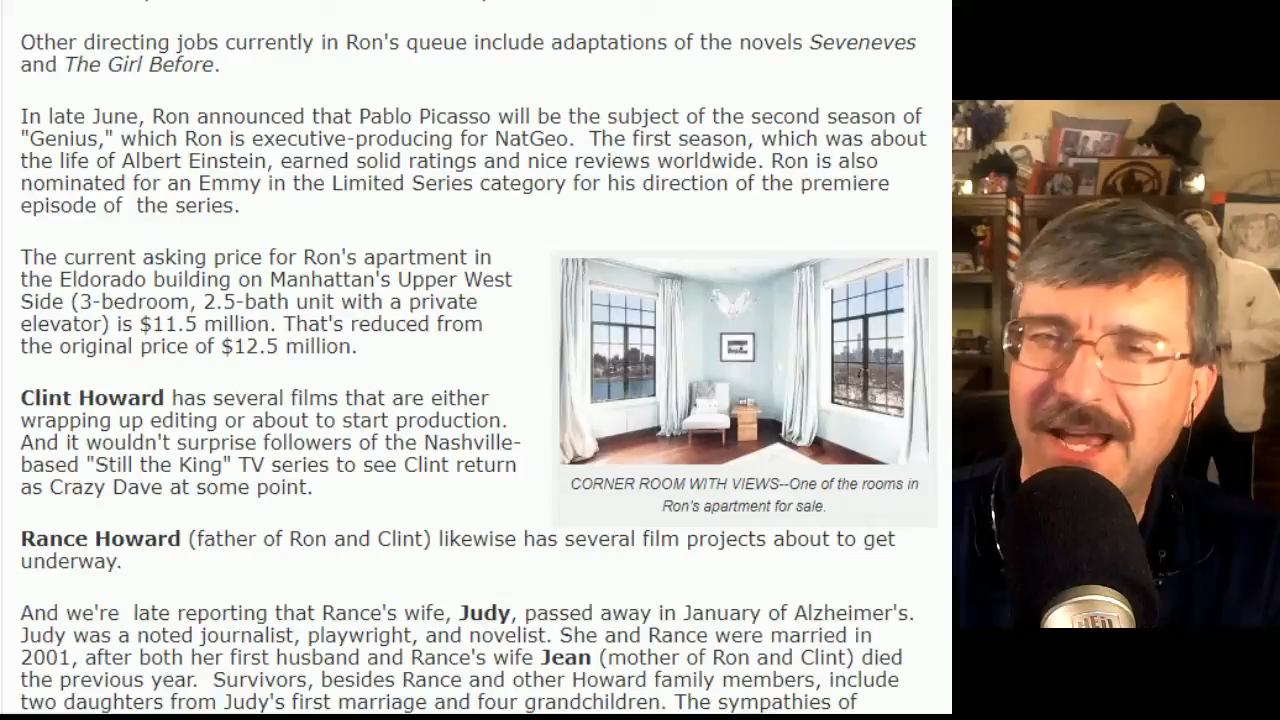 Other directing jobs currently in Ron's queue include adaptations of the novels Seveneves
and The Girl Before.
In late June, Ron announced that Pablo Picasso will be the subject of the second season of
"Genius," which Ron is executive-producing for NatGeo.  The first season, which was about
the life of Albert Einstein, earned solid ratings and nice reviews worldwide. Ron is also
nominated for an Emmy in the Limited Series category for his direction of the premiere
episode of  the series.
The current asking price for Ron's apartment in
the Eldorado building on Manhattan's Upper West
Side (3-bedroom, 2.5-bath unit with a private
elevator) is $11.5 million. That's reduced from
the original price of $12.5 million.
CORNER ROOM WITH VIEWS--One of the rooms in
Ron's apartment for sale.
Clint Howard has several films that are either
wrapping up editing or about to start production.
And it wouldn't surprise followers of the Nashville-
based "Still the King" TV series to see Clint return
as Crazy Dave at some point.
Rance Howard (father of Ron and Clint) likewise has several film projects about to get
underway.
And we're  late reporting that Rance's wife, Judy, passed away in January of Alzheimer's.
Judy was a noted journalist, playwright, and novelist. She and Rance were married in
2001, after both her first husband and Rance's wife Jean (mother of Ron and Clint) died
the previous year.  Survivors, besides Rance and other Howard family members, include
two daughters from Judy's first marriage and four grandchildren. The sympathies of